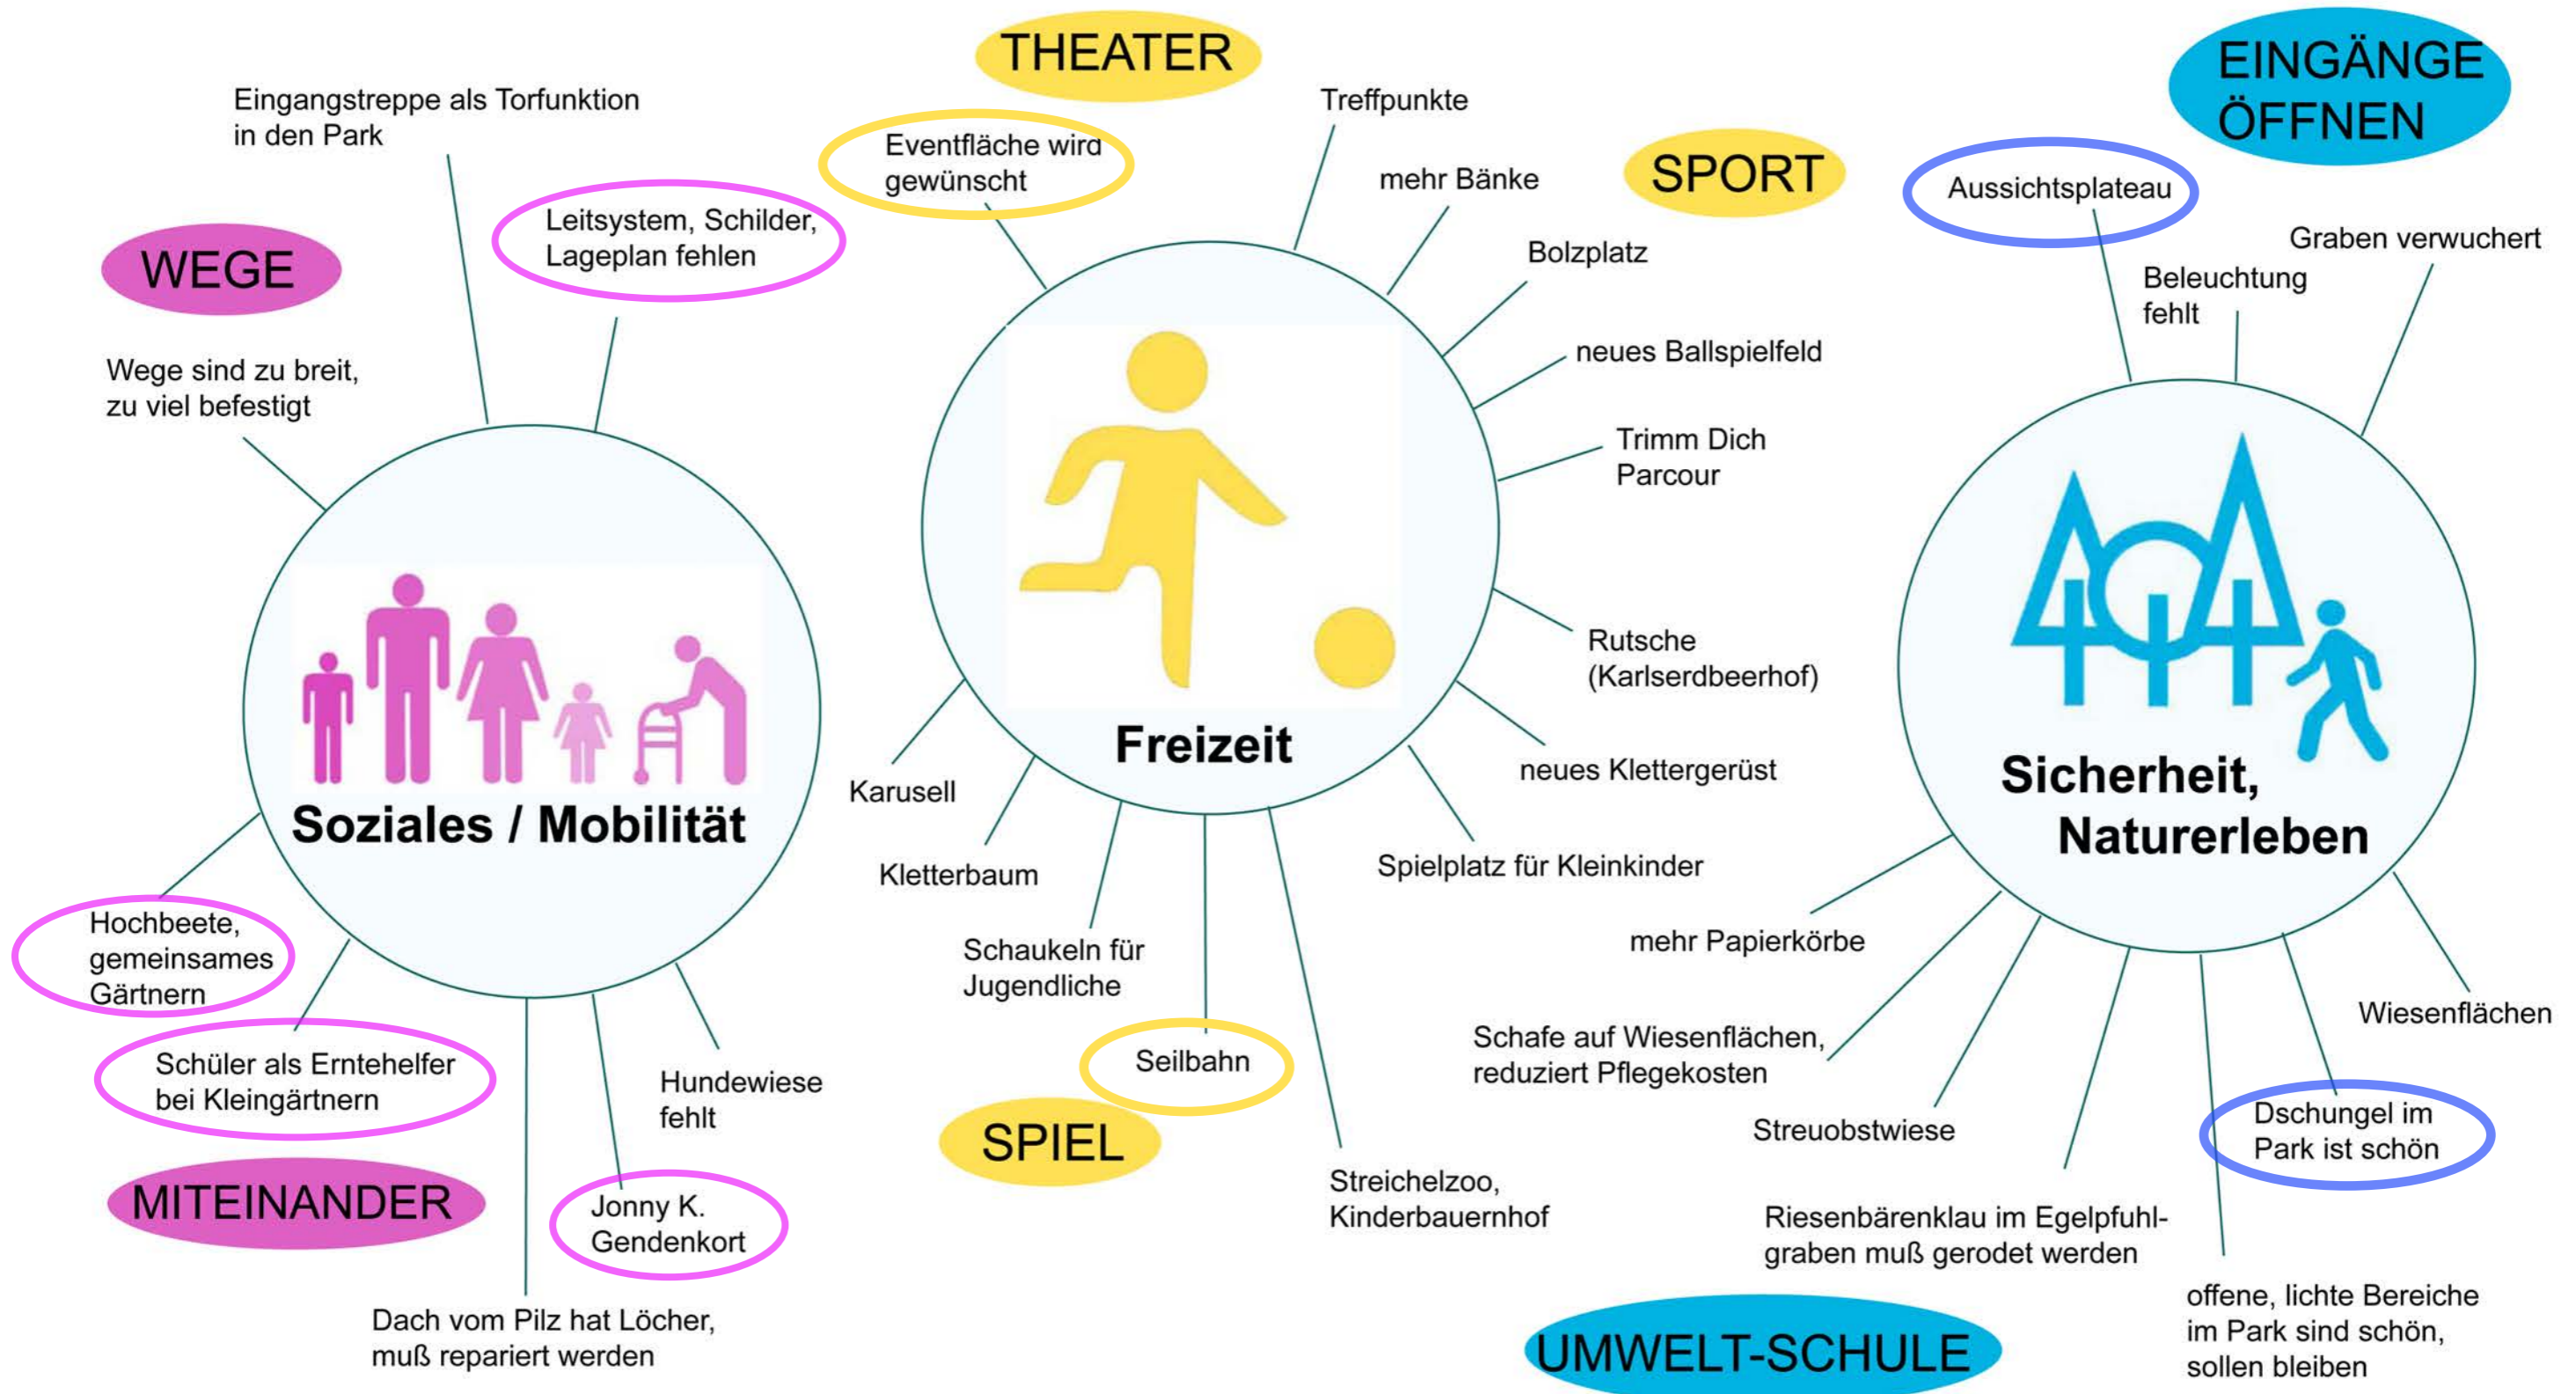 WEGE
Eingangstreppe als Torfunktion
in den Park
Leitsystem, Schilder,
Lageplan fehlen
Wege sind zu breit,
zu viel befestigt
Soziales / Mobilität
Hochbeete,
gemeinsames
Gärtnern
Schüler als Erntehelfer
bei Kleingärtnern
MITEINANDER
Hundewiese
fehlt
Jonny K.
Gendenkort
Dach vom Pilz hat Löcher,
muß repariert werden
THEATER
Eventfläche wird
gewünscht
Treffpunkte
mehr Bänke
SPORT
Bolzplatz
neues Ballspielfeld
Trimm Dich
Parcour
Rutsche
(Karlserdbeerhof)
Freizeit
neues Klettergerüst
Karusell
Kletterbaum
Spielplatz für Kleinkinder
Schaukeln für
Jugendliche
Seilbahn
SPIEL
Streichelzoo,
Kinderbauernhof
EINGÄNGE
ÖFFNEN
Aussichtsplateau
Graben verwuchert
Beleuchtung
fehlt
Sicherheit,
Naturerleben
mehr Papierkörbe
Schafe auf Wiesenflächen,
reduziert Pflegekosten
Streuobstwiese
Wiesenflächen
Dschungel im
Park ist schön
Riesenbärenklau im Egelpfuhl-
graben muß gerodet werden
offene, lichte Bereiche
im Park sind schön,
sollen bleiben
UMWELT-SCHULE